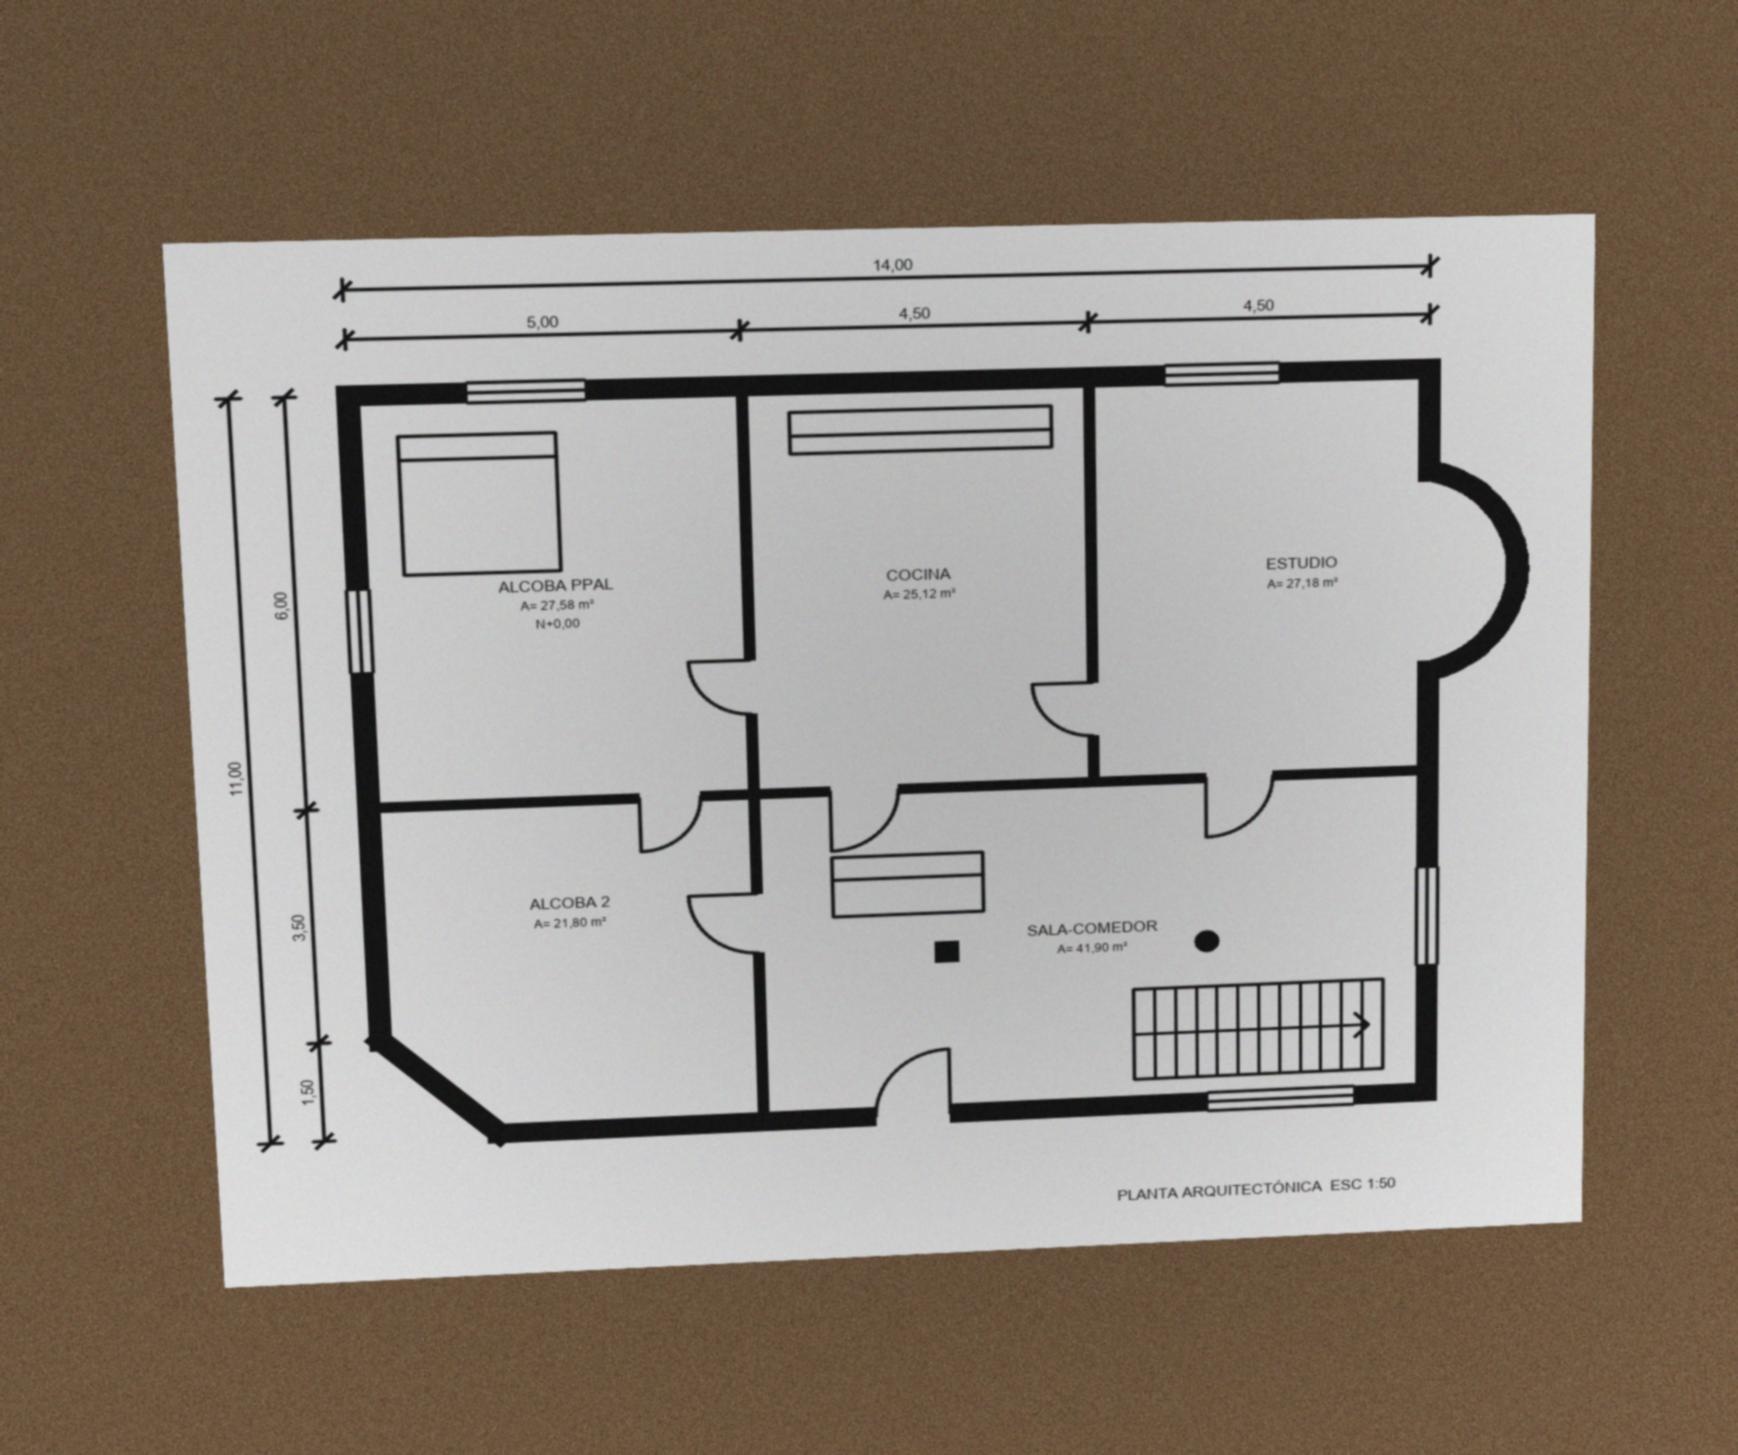 14,00
5,00
4,50
4,50
11,00
6,00
3,50
1,50
ALCOBA PPAL
A= 27,58 m²
N+0,00
COCINA
A= 25,12 m²
ESTUDIO
A= 27,18 m²
ALCOBA 2
A= 21,80 m²
SALA-COMEDOR
A= 41,90 m²
PLANTA ARQUITECTÓNICA ESC 1:50